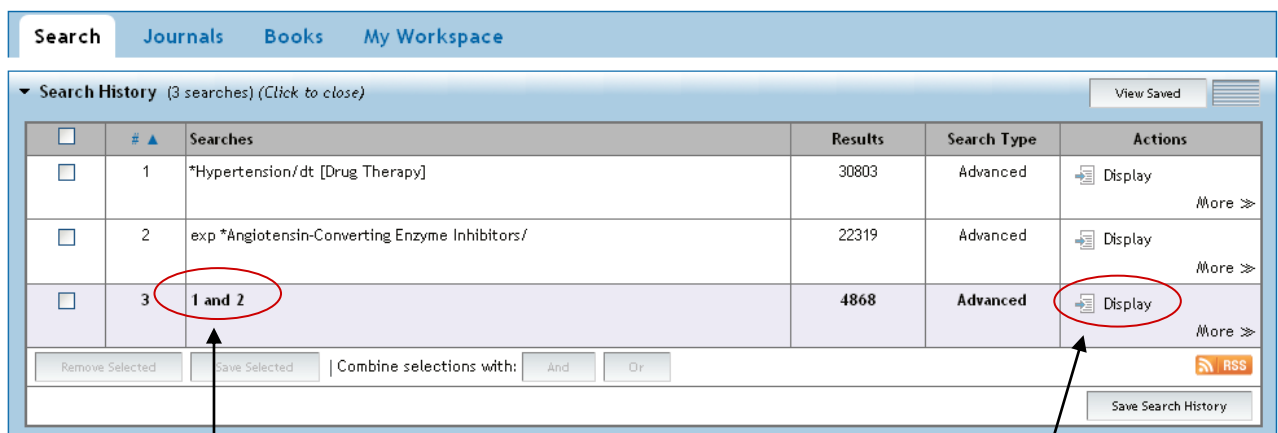 Search Journals Books My Workspace
▼ Search History (3 searches) (Click to close) View Saved
# ▲ Searches Results Search Type Actions
1 *Hypertension/dt [Drug Therapy] 30803 Advanced Display
More ≫
2 exp *Angiotensin-Converting Enzyme Inhibitors/ 22319 Advanced Display
More ≫
3 1 and 2 4868 Advanced Display
More ≫
Remove Selected Save Selected | Combine selections with: And Or RSS
Save Search History